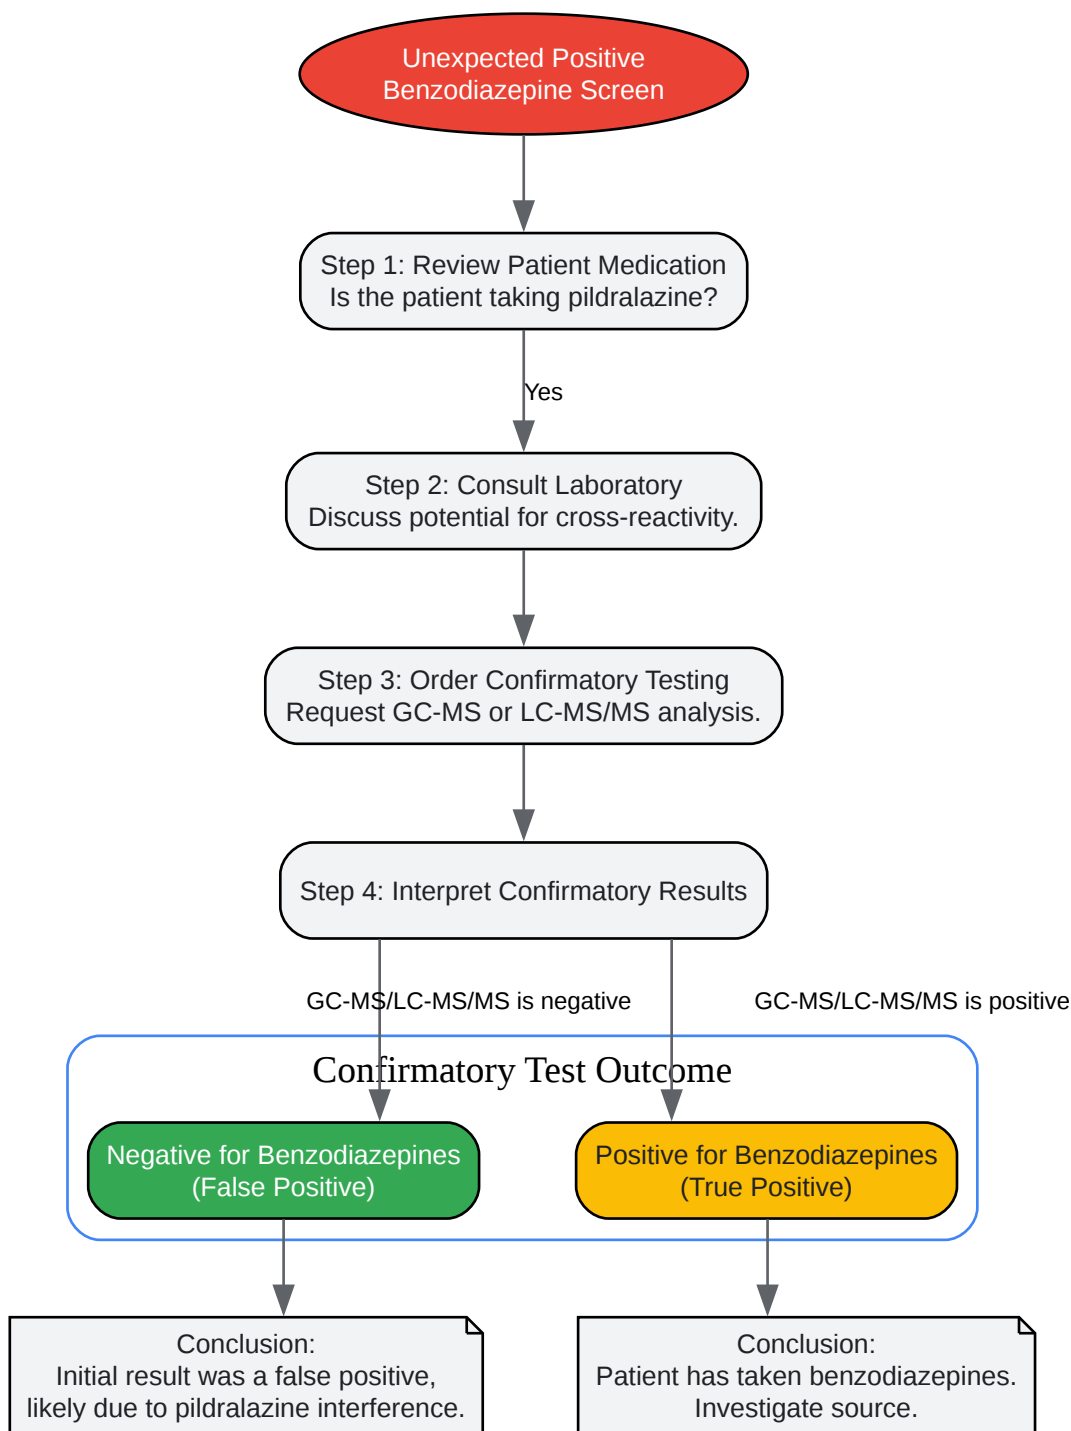 Unexpected Positive
Benzodiazepine Screen
Step 1: Review Patient Medication
Is the patient taking pildralazine?
Yes
Step 2: Consult Laboratory
Discuss potential for cross-reactivity.
Step 3: Order Confirmatory Testing
Request GC-MS or LC-MS/MS analysis.
Step 4: Interpret Confirmatory Results
GC-MS/LC-MS/MS is negative
GC-MS/LC-MS/MS is positive
Confirmatory Test Outcome
Negative for Benzodiazepines
(False Positive)
Positive for Benzodiazepines
(True Positive)
Conclusion:
Initial result was a false positive,
likely due to pildralazine interference.
Conclusion:
Patient has taken benzodiazepines.
Investigate source.